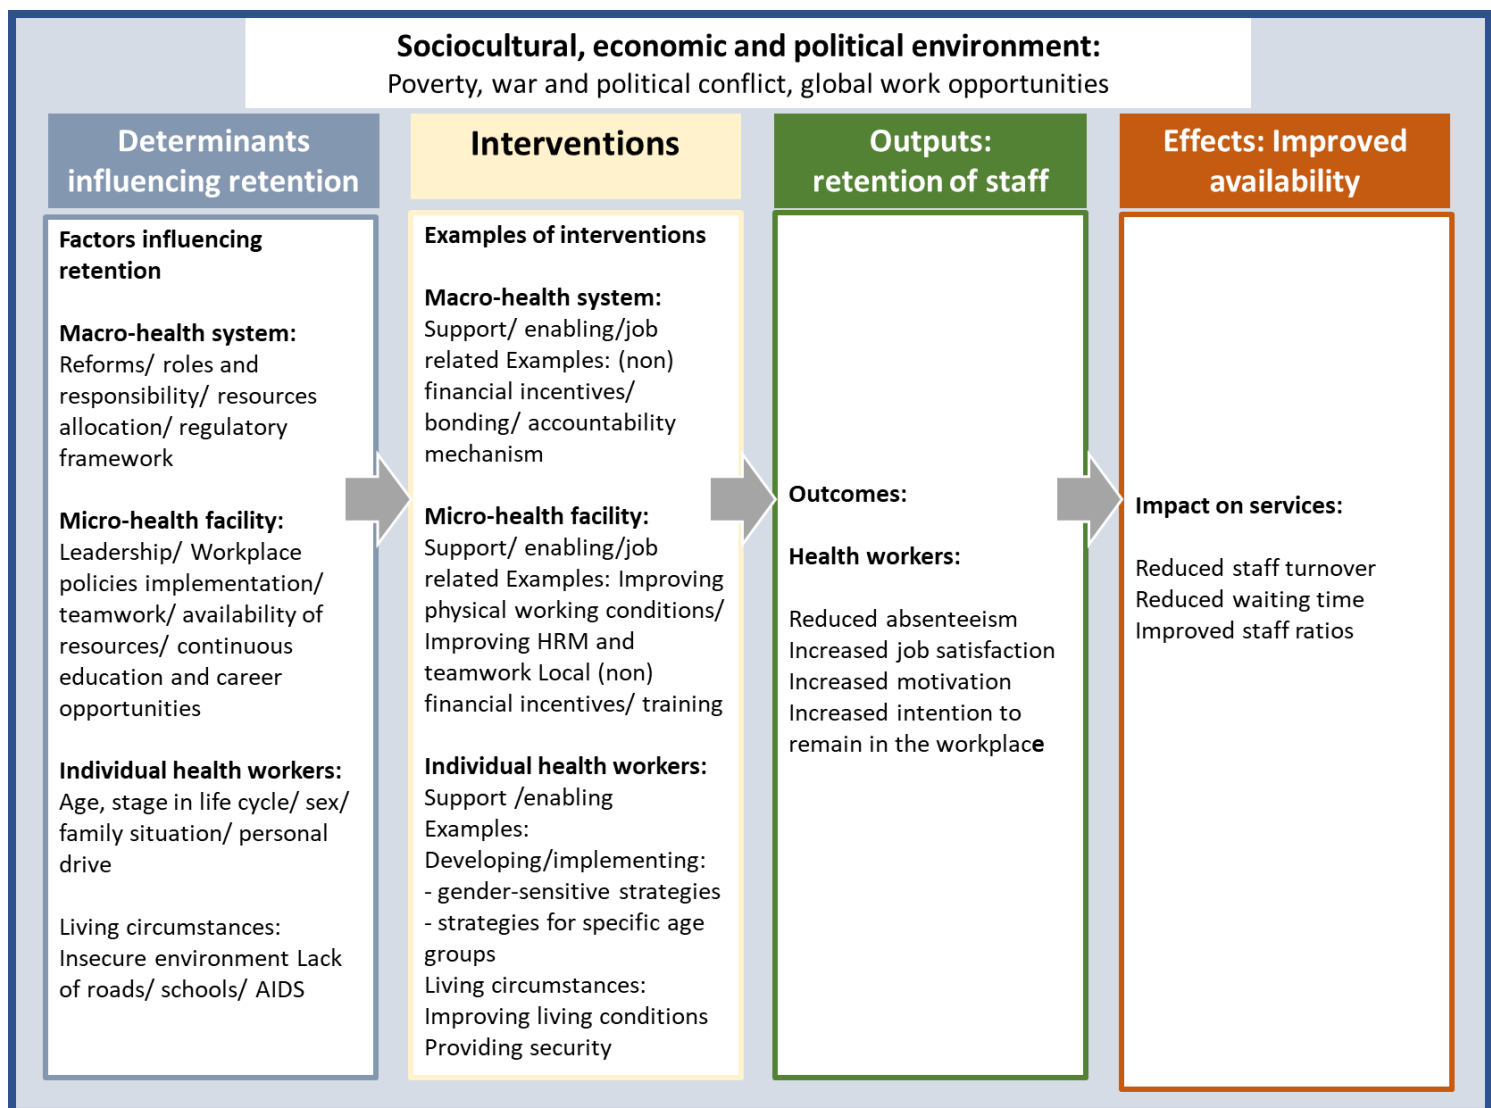 Sociocultural, economic and political environment:
Poverty, war and political conflict, global work opportunities
Determinants
influencing retention
Factors influencing
retention
Macro-health system:
Reforms/ roles and
responsibility/ resources
allocation/ regulatory
framework
Micro-health facility:
Leadership/ Workplace
policies implementation/
teamwork/ availability of
resources/ continuous
education and career
opportunities
Individual health workers:
Age, stage in life cycle/ sex/
family situation/ personal
drive
Living circumstances:
Insecure environment Lack
of roads/ schools/ AIDS
Interventions
Examples of interventions
Macro-health system:
Support/ enabling/job
related Examples: (non)
financial incentives/
bonding/ accountability
mechanism
Micro-health facility:
Support/ enabling/job
related Examples: Improving
physical working conditions/
Improving HRM and
teamwork Local (non)
financial incentives/ training
Individual health workers:
Support /enabling
Examples:
Developing/implementing:
- gender-sensitive strategies
- strategies for specific age
groups
Living circumstances:
Improving living conditions
Providing security
Outputs:
retention of staff
Outcomes:
Health workers:
Reduced absenteeism
Increased job satisfaction
Increased motivation
Increased intention to
remain in the workplace
Effects: Improved
availability
Impact on services:
Reduced staff turnover
Reduced waiting time
Improved staff ratios